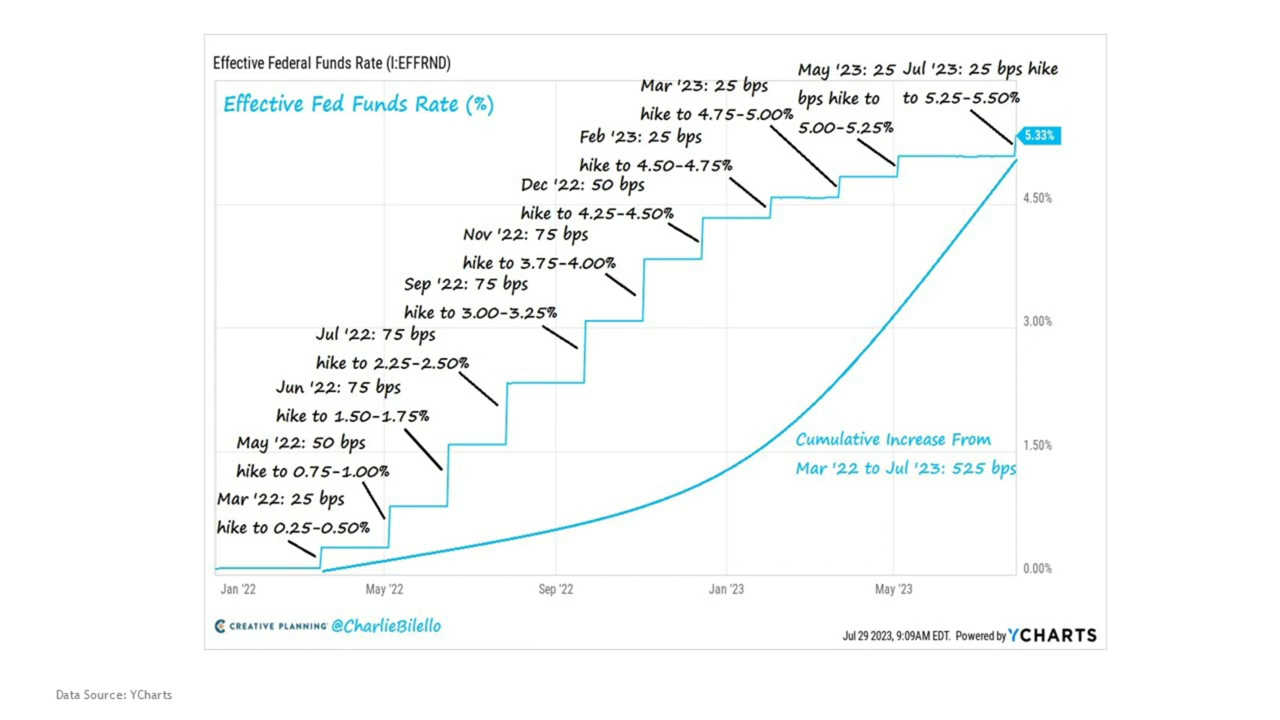 Effective Federal Funds Rate (I:EFFRND)
Effective Fed Funds Rate (%)
May '23: 25
bps hike to
5.00-5.25%
Jul '23: 25 bps hike
to 5.25-5.50%
Mar '23: 25 bps
hike to 4.75-5.00%
Feb '23: 25 bps
hike to 4.50-4.75%
Dec '22: 50 bps
hike to 4.25-4.50%
Nov '22: 75 bps
hike to 3.75-4.00%
Sep '22: 75 bps
hike to 3.00-3.25%
Jul '22: 75 bps
hike to 2.25-2.50%
Jun '22: 75 bps
hike to 1.50-1.75%
May '22: 50 bps
hike to 0.75-1.00%
Mar '22: 25 bps
hike to 0.25-0.50%
5.33%
4.50%
3.00%
1.50%
0.00%
Cumulative Increase From
Mar '22 to Jul '23: 525 bps
Jan '22
May '22
Sep '22
Jan '23
May '23
CREATIVE PLANNING @CharlieBilello
Jul 29 2023, 9:09AM EDT. Powered by YCHARTS
Data Source: YCharts